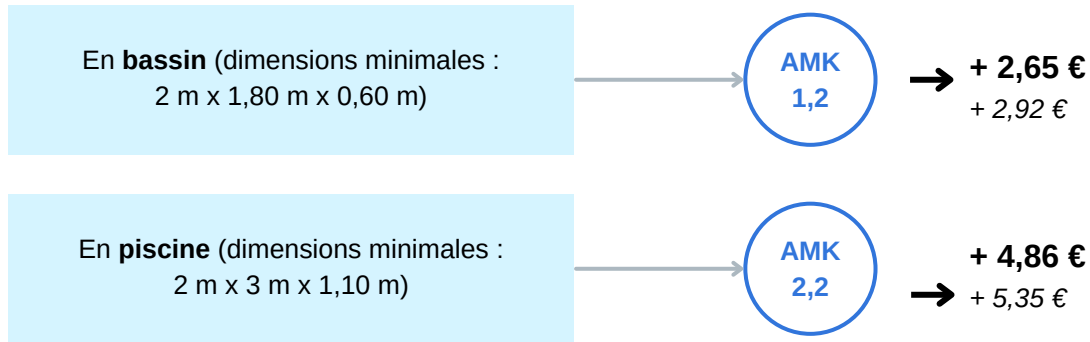 En bassin (dimensions minimales :
2 m x 1,80 m x 0,60 m)
AMK
1,2
+ 2,65 €
+ 2,92 €
En piscine (dimensions minimales :
2 m x 3 m x 1,10 m)
AMK
2,2
+ 4,86 €
+ 5,35 €